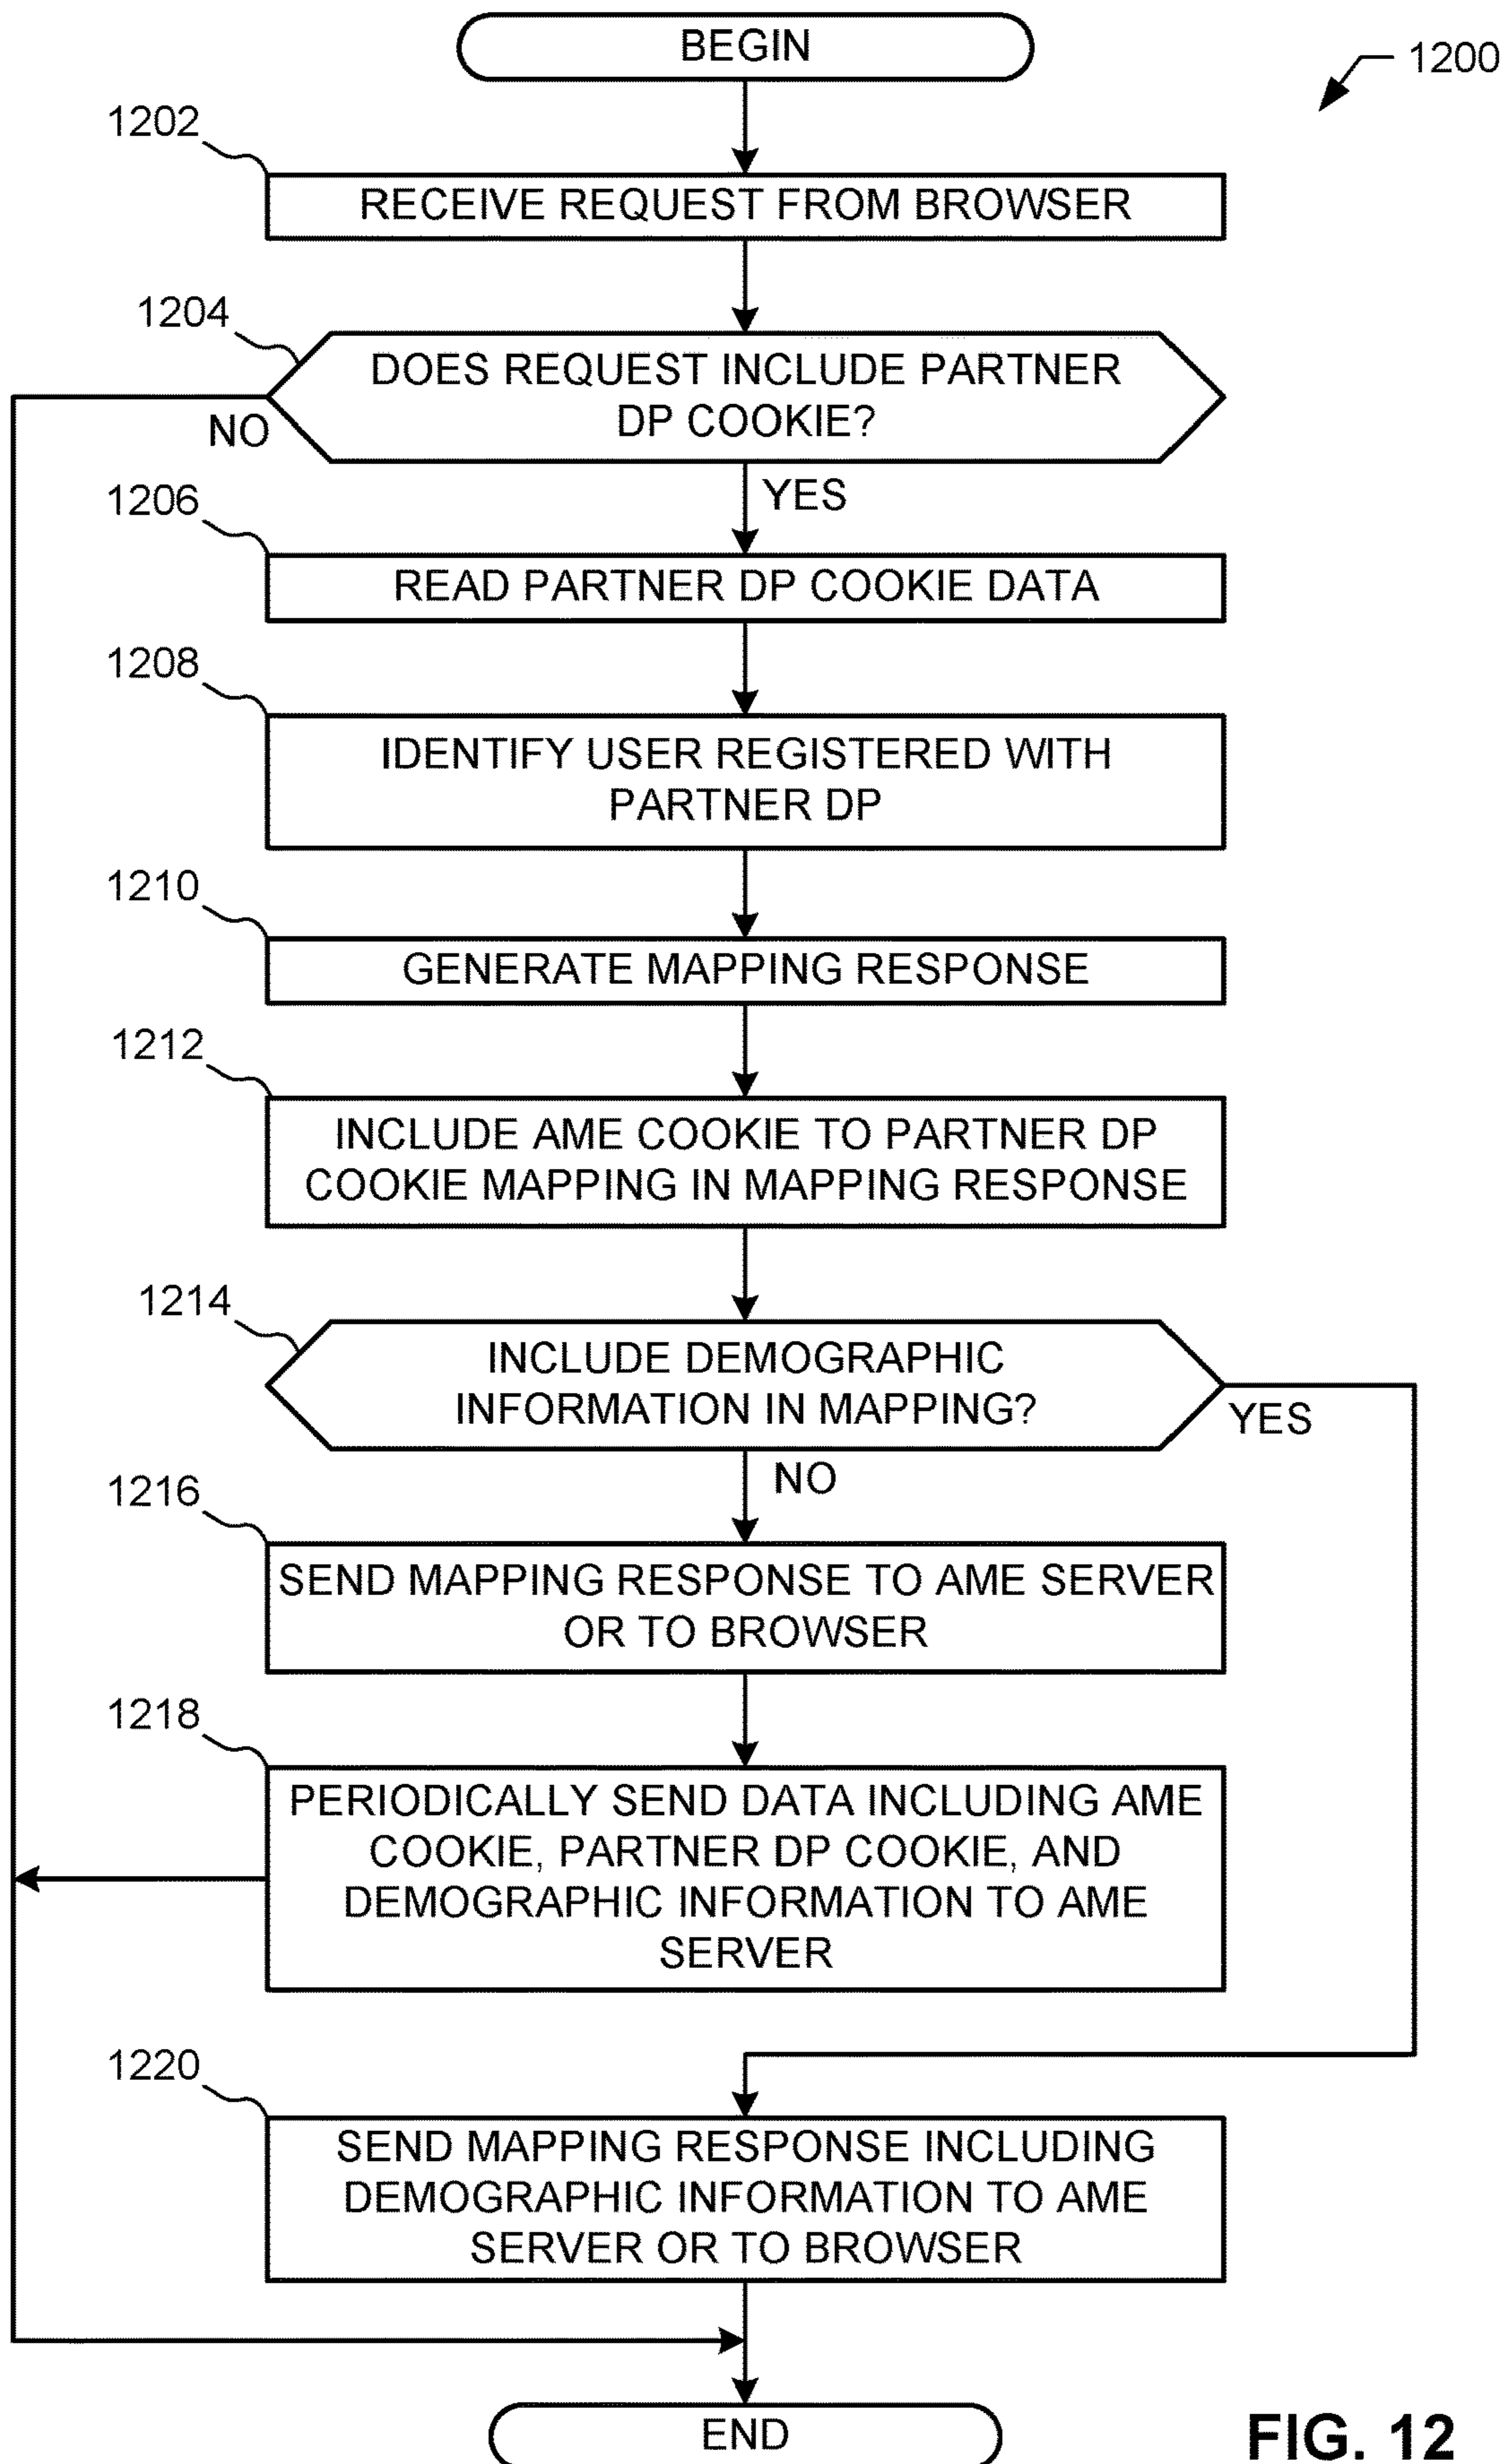 BEGIN
1200
1202
RECEIVE REQUEST FROM BROWSER
1204
DOES REQUEST INCLUDE PARTNER
DP COOKIE?
NO
YES
1206
READ PARTNER DP COOKIE DATA
1208
IDENTIFY USER REGISTERED WITH
PARTNER DP
1210
GENERATE MAPPING RESPONSE
1212
INCLUDE AME COOKIE TO PARTNER DP
COOKIE MAPPING IN MAPPING RESPONSE
1214
INCLUDE DEMOGRAPHIC
INFORMATION IN MAPPING?
YES
NO
1216
SEND MAPPING RESPONSE TO AME SERVER
OR TO BROWSER
1218
PERIODICALLY SEND DATA INCLUDING AME
COOKIE, PARTNER DP COOKIE, AND
DEMOGRAPHIC INFORMATION TO AME
SERVER
1220
SEND MAPPING RESPONSE INCLUDING
DEMOGRAPHIC INFORMATION TO AME
SERVER OR TO BROWSER
END
FIG. 12